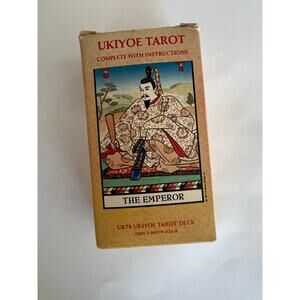 UKIYOE TAROT
COMPLETE WITH INSTRUCTIONS
THE EMPEROR
UK78 UKIYOE TAROT DECK